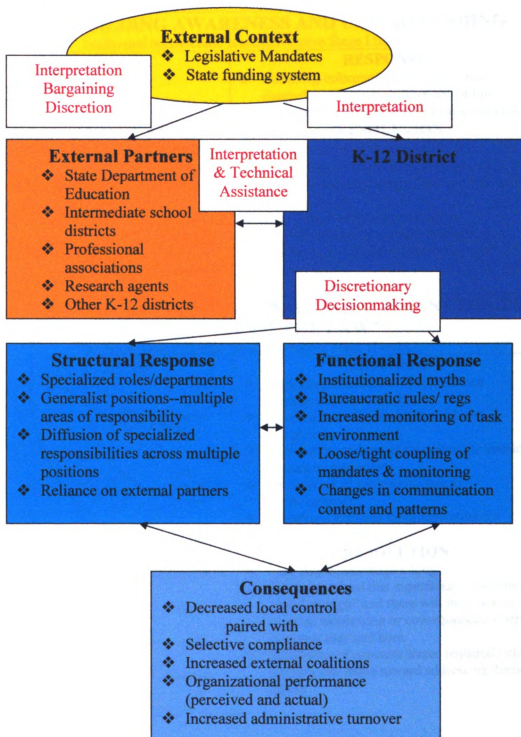 External Context
❖ Legislative Mandates
❖ State funding system
Interpretation
Bargaining
Discretion
Interpretation
External Partners
❖ State Department of
Education
❖ Intermediate school
districts
❖ Professional
associations
❖ Research agents
❖ Other K-12 districts
Interpretation
& Technical
Assistance
K-12 District
Discretionary
Decisionmaking
Structural Response
❖ Specialized roles/departments
❖ Generalist positions--multiple
areas of responsibility
❖ Diffusion of specialized
responsibilities across multiple
positions
❖ Reliance on external partners
Functional Response
❖ Institutionalized myths
❖ Bureaucratic rules/ regs
❖ Increased monitoring of task
environment
❖ Loose/tight coupling of
mandates & monitoring
❖ Changes in communication
content and patterns
Consequences
❖ Decreased local control
paired with
❖ Selective compliance
❖ Increased external coalitions
❖ Organizational performance
(perceived and actual)
❖ Increased administrative turnover